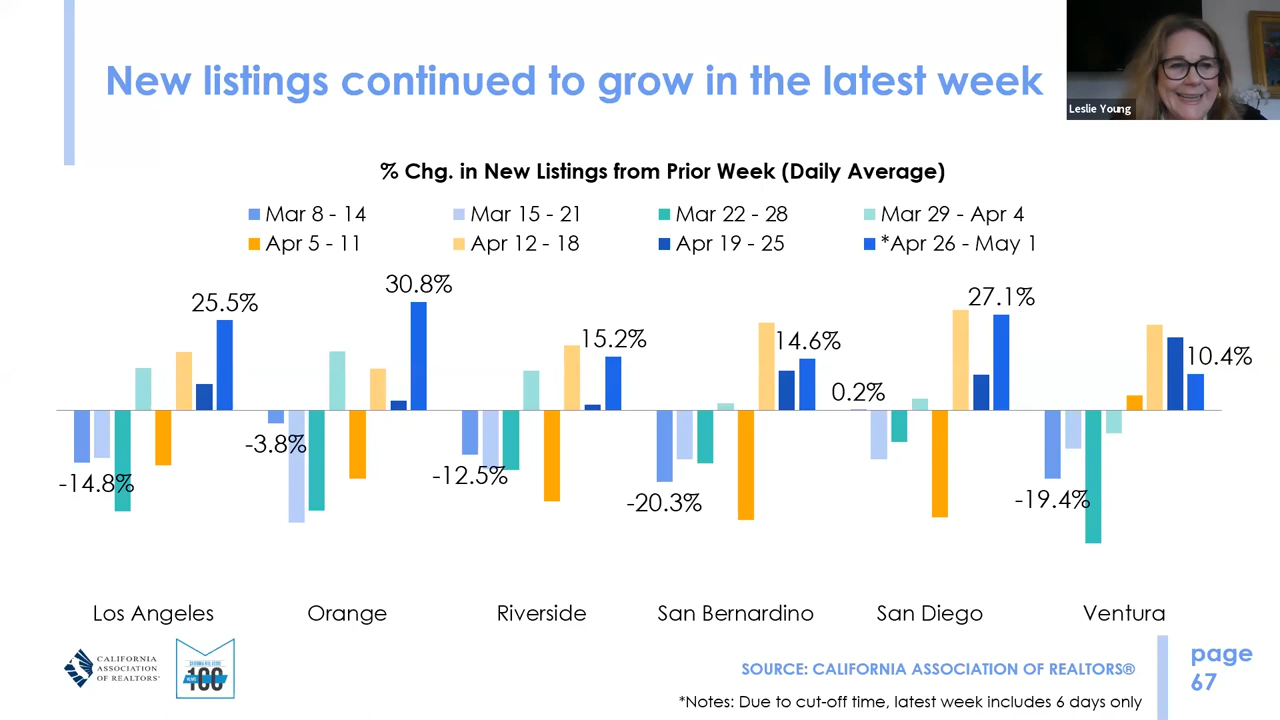 New listings continued to grow in the latest week
Leslie Young
% Chg. in New Listings from Prior Week (Daily Average)
Mar 8 - 14 Mar 15 - 21 Mar 22 - 28 Mar 29 - Apr 4
Apr 5 - 11 Apr 12 - 18 Apr 19 - 25 *Apr 26 - May 1
25.5% 30.8% 15.2% 14.6% 27.1% 10.4%
0.2%
-14.8% -3.8% -12.5% -20.3% -19.4%
Los Angeles Orange Riverside San Bernardino San Diego Ventura
CALIFORNIA
ASSOCIATION
OF REALTORS®
100
SOURCE: CALIFORNIA ASSOCIATION OF REALTORS®
*Notes: Due to cut-off time, latest week includes 6 days only
page
67